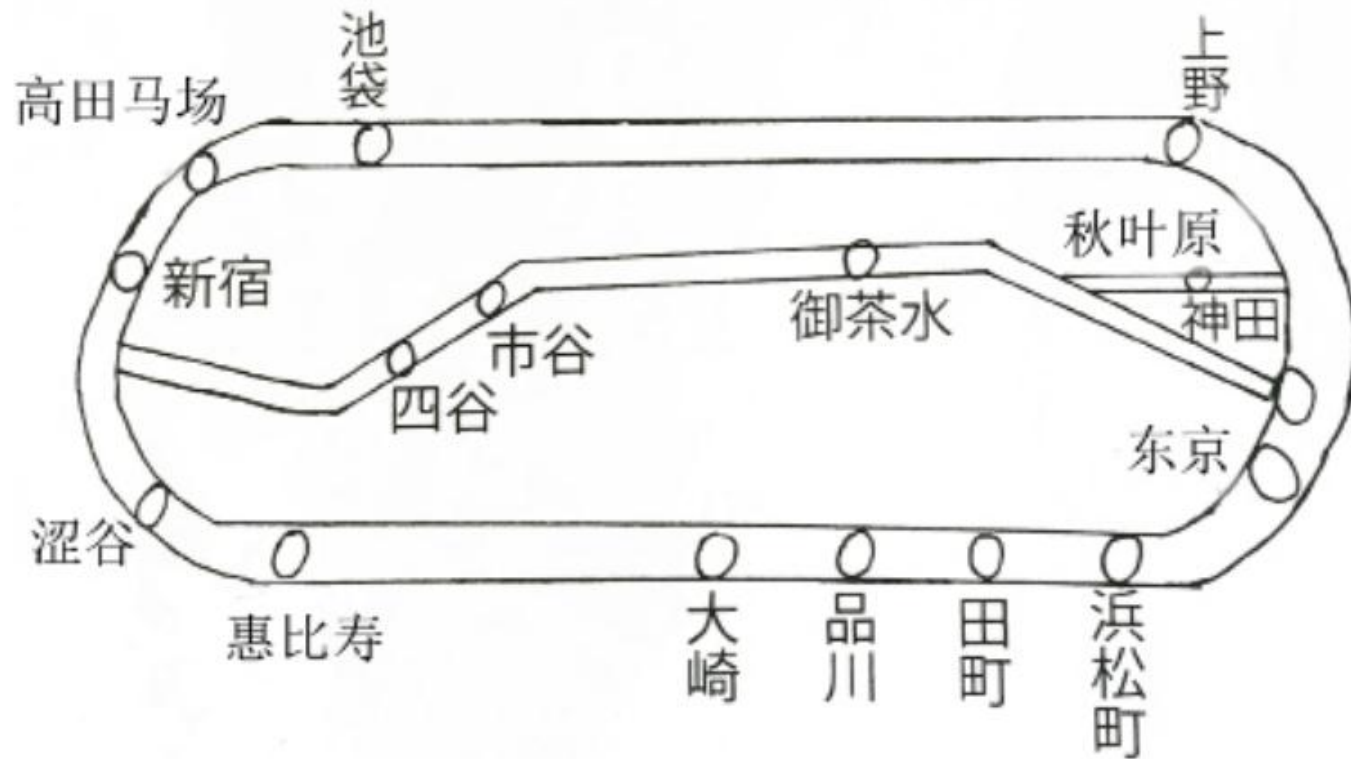 池袋
上野
高田马场
秋叶原
新宿
御茶水
神田
市谷
四谷
东京
涩谷
惠比寿
大崎
品川
田町
浜松町